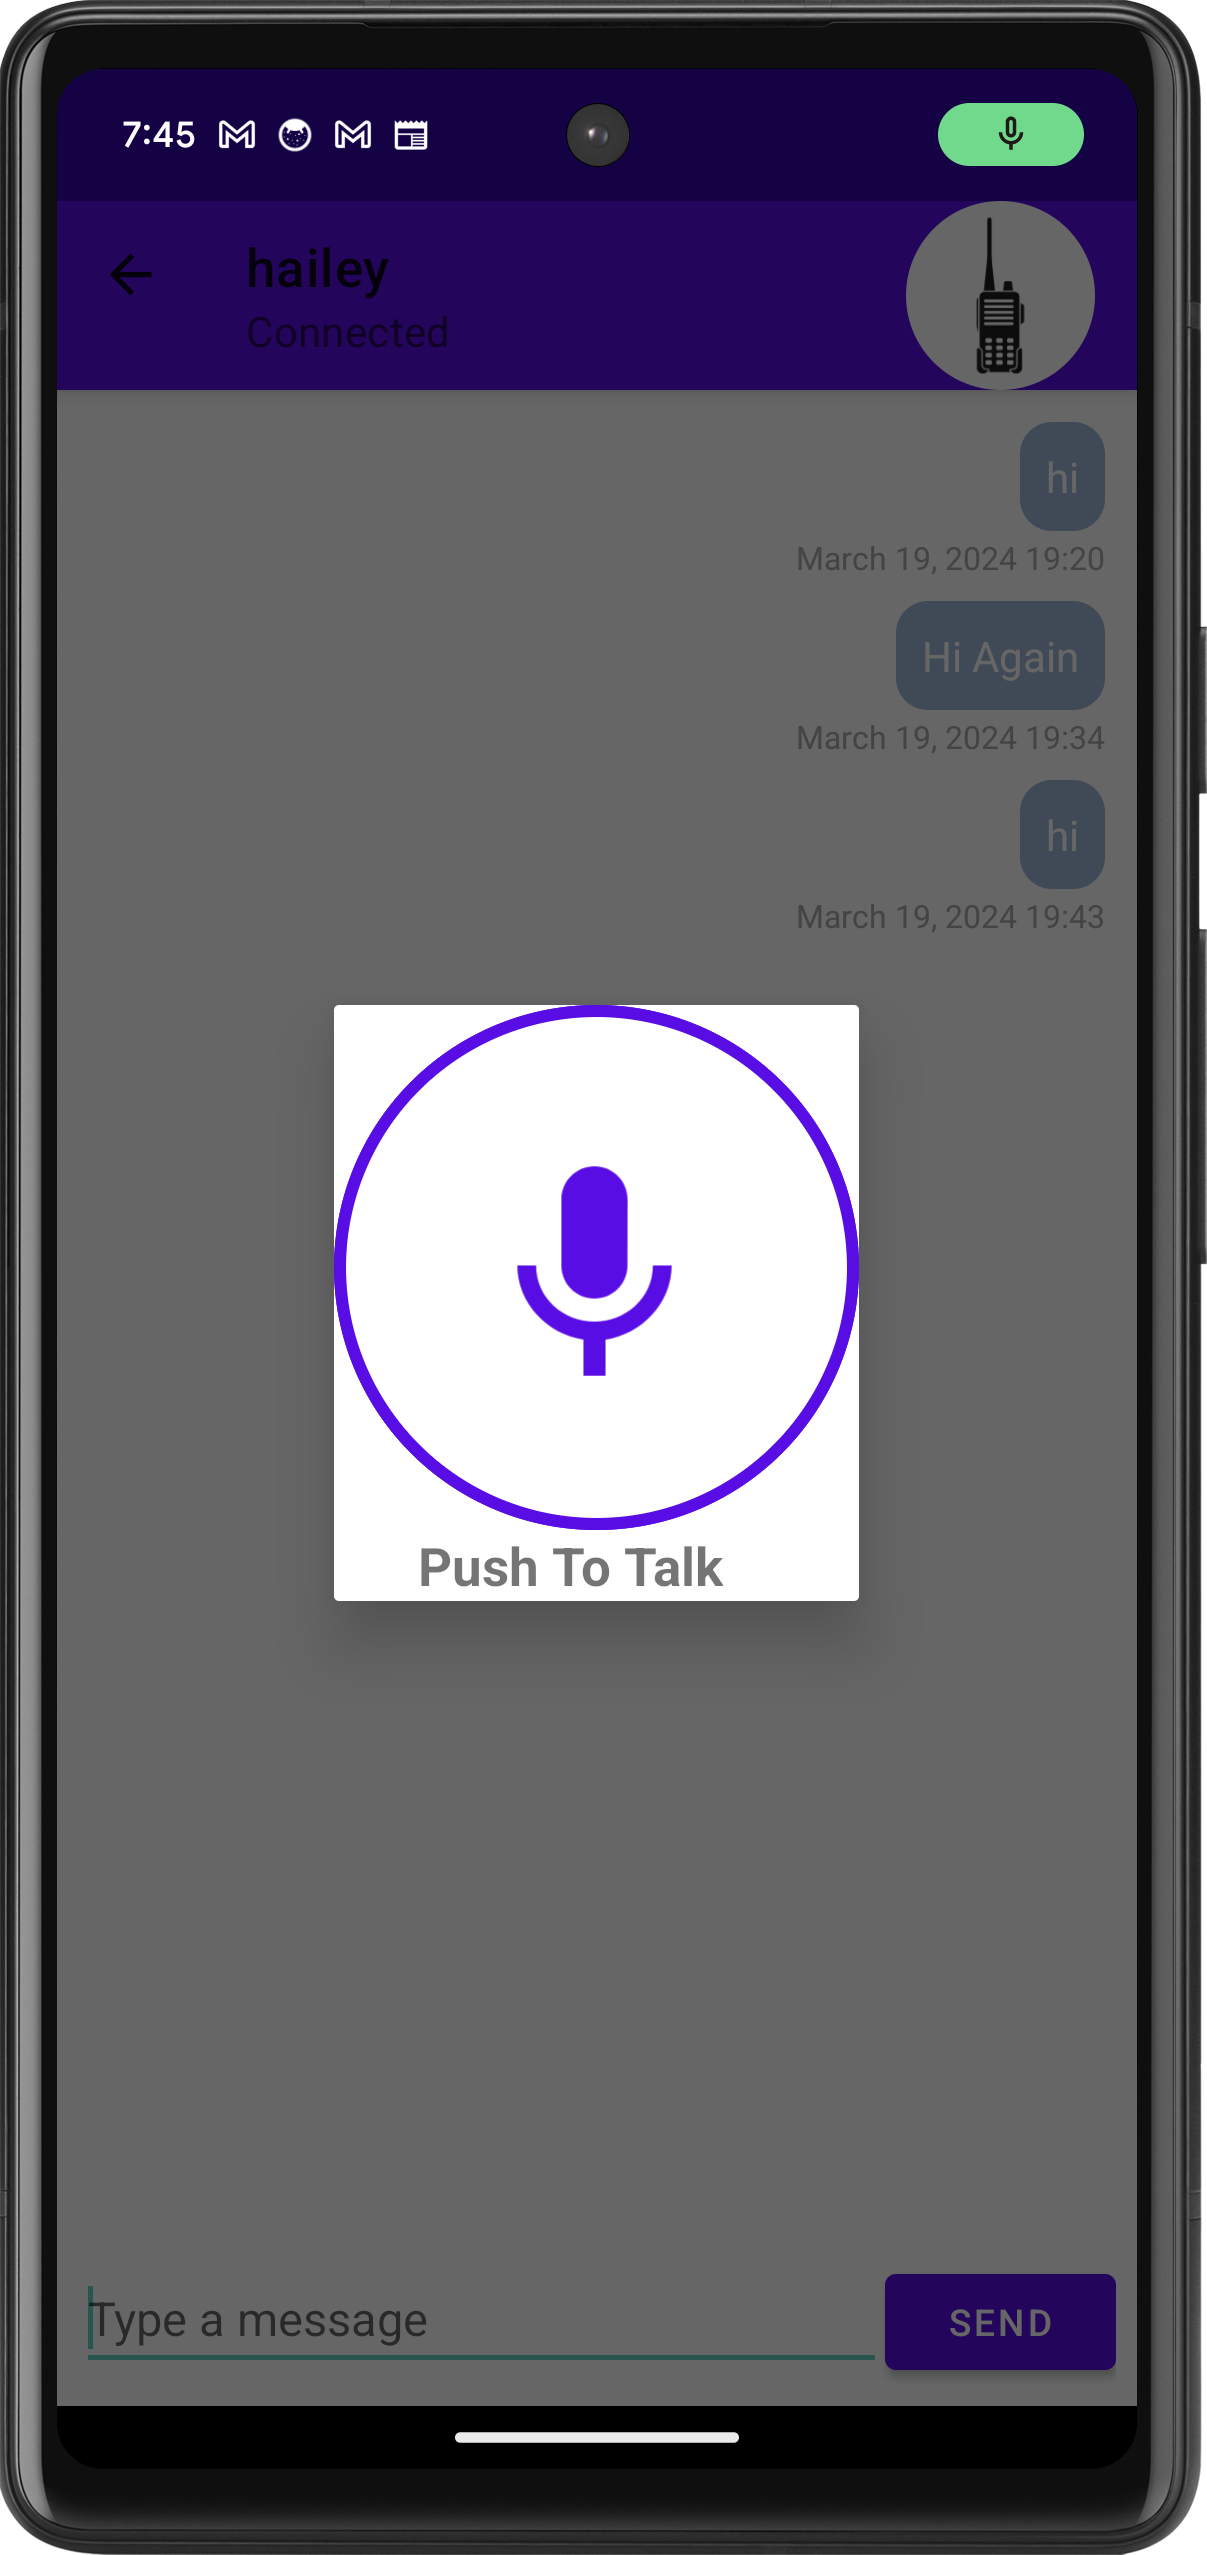 7:45
hailey
Connected
hi
March 19, 2024 19:20
Hi Again
March 19, 2024 19:34
hi
March 19, 2024 19:43
Push To Talk
Type a message
SEND